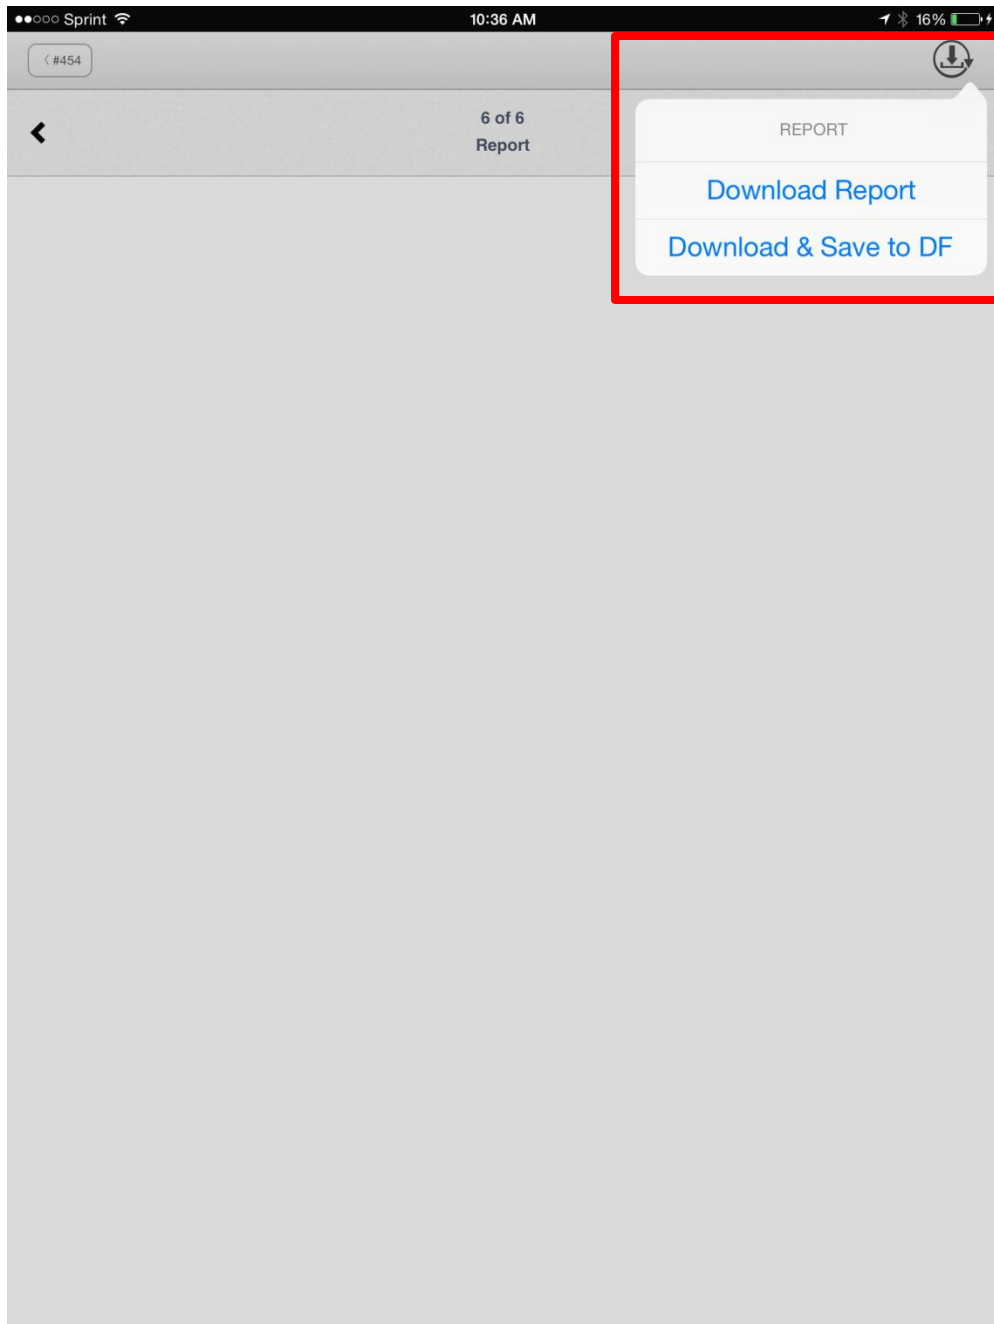 Sprint 10:36 AM 16%
#454
6 of 6
Report
REPORT
Download Report
Download & Save to DF